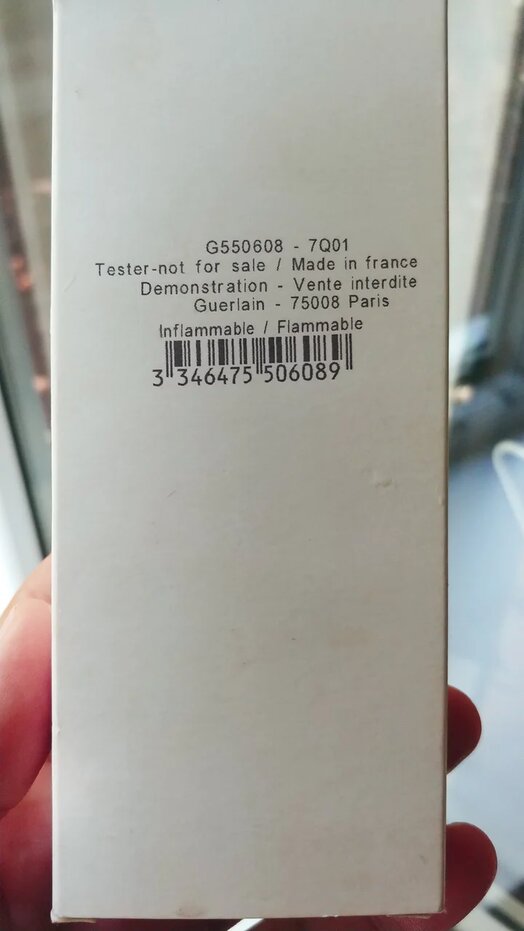 G550608 - 7Q01
Tester-not for sale / Made in france
Demonstration - Vente interdite
Guerlain - 75008 Paris
Inflammable / Flammable
3 346475 506089